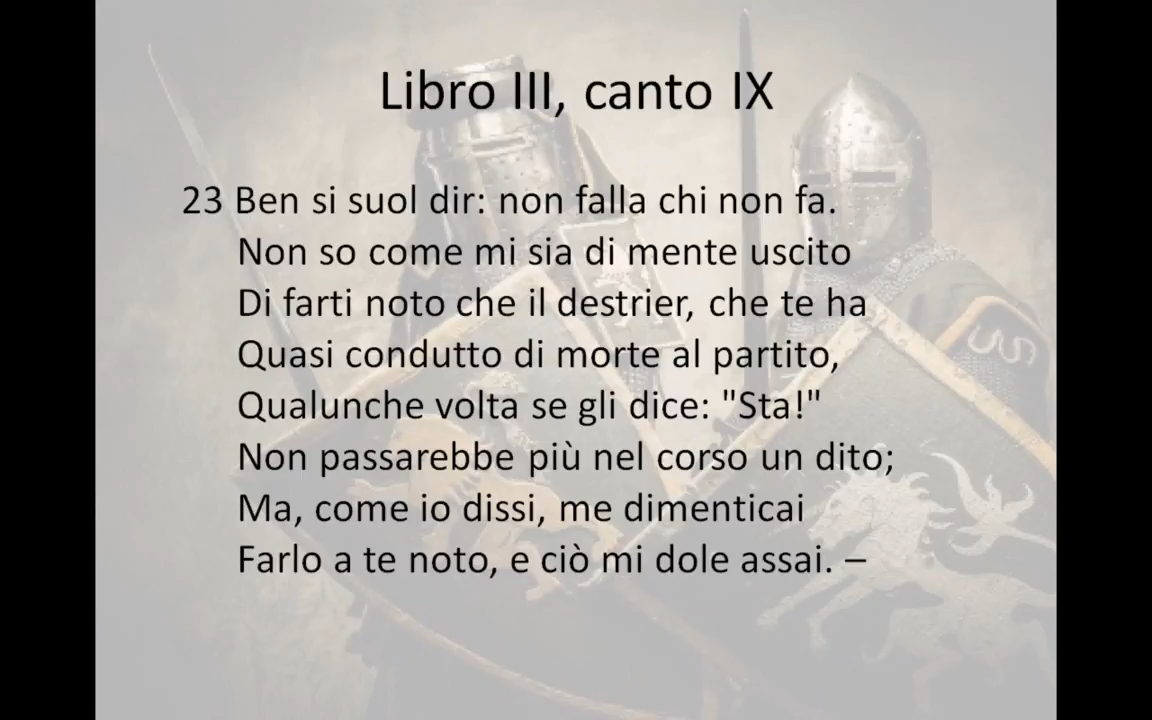 Libro III, canto IX
23 Ben si suol dir: non falla chi non fa.
Non so come mi sia di mente uscito
Di farti noto che il destrier, che te ha
Quasi condutto di morte al partito,
Qualunche volta se gli dice: "Sta!"
Non passarebbe più nel corso un dito;
Ma, come io dissi, me dimenticai
Farlo a te noto, e ciò mi dole assai. –